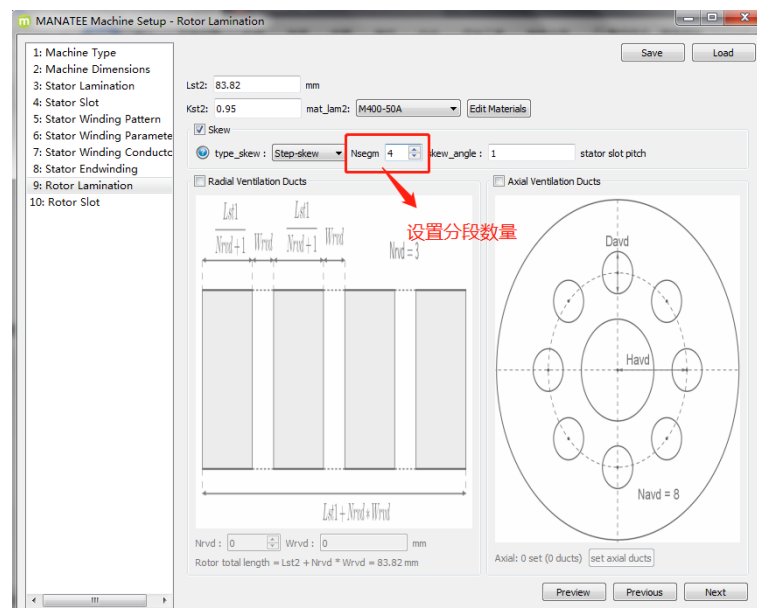 MANATEE Machine Setup - Rotor Lamination
1: Machine Type
2: Machine Dimensions
3: Stator Lamination
4: Stator Slot
5: Stator Winding Pattern
6: Stator Winding Paramete
7: Stator Winding Conductc
8: Stator Endwinding
9: Rotor Lamination
10: Rotor Slot
Save Load
Lst2: 83.82 mm
Kst2: 0.95 mat_lam2: M400-50A Edit Materials
Skew
type_skew : Step-skew Nsegm 4 skew_angle : 1 stator slot pitch
Radial Ventilation Ducts
Lst1 Lst1
Nrvd+1 Wrvd Nrvd+1 Wrvd
Nrvd = 3
设置分段数量
Lst1 + Nrvd * Wrvd
Nrvd : 0 Wrvd : 0 mm
Rotor total length = Lst2 + Nrvd * Wrvd = 83.82 mm
Axial Ventilation Ducts
Davd
Havd
Navd = 8
Axial: 0 set (0 ducts) set axial ducts
Preview Previous Next